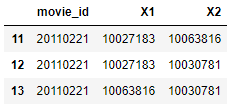 movie_id X1 X2
11 20110221 10027183 10063816
12 20110221 10027183 10030781
13 20110221 10063816 10030781